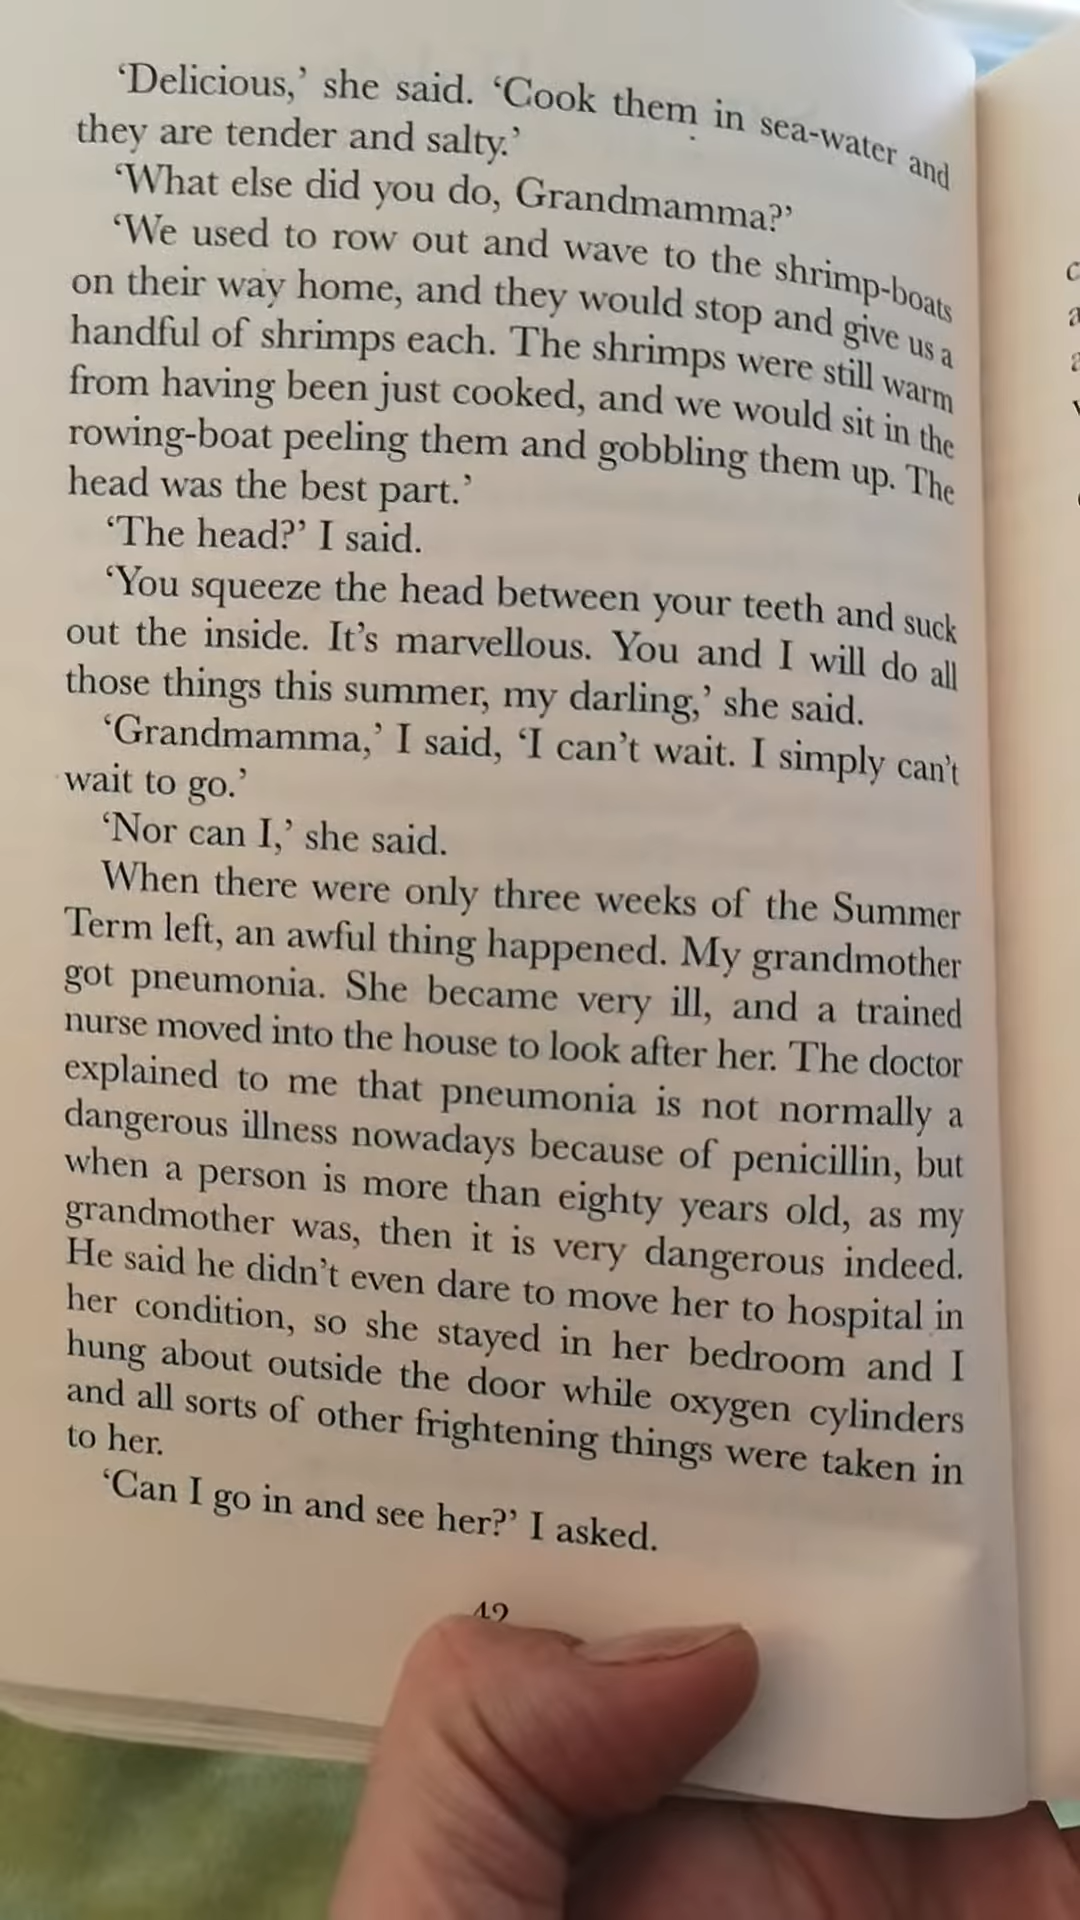 ‘Delicious,’ she said. ‘Cook them in sea-water and
they are tender and salty.’
‘What else did you do, Grandmamma?’
‘We used to row out and wave to the shrimp-boats
on their way home, and they would stop and give us a
handful of shrimps each. The shrimps were still warm
from having been just cooked, and we would sit in the
rowing-boat peeling them and gobbling them up. The
head was the best part.’
‘The head?’ I said.
‘You squeeze the head between your teeth and suck
out the inside. It’s marvellous. You and I will do all
those things this summer, my darling,’ she said.
‘Grandmamma,’ I said, ‘I can’t wait. I simply can’t
wait to go.’
‘Nor can I,’ she said.
When there were only three weeks of the Summer
Term left, an awful thing happened. My grandmother
got pneumonia. She became very ill, and a trained
nurse moved into the house to look after her. The doctor
explained to me that pneumonia is not normally a
dangerous illness nowadays because of penicillin, but
when a person is more than eighty years old, as my
grandmother was, then it is very dangerous indeed.
He said he didn’t even dare to move her to hospital in
her condition, so she stayed in her bedroom and I
hung about outside the door while oxygen cylinders
and all sorts of other frightening things were taken in
to her.
‘Can I go in and see her?’ I asked.
42